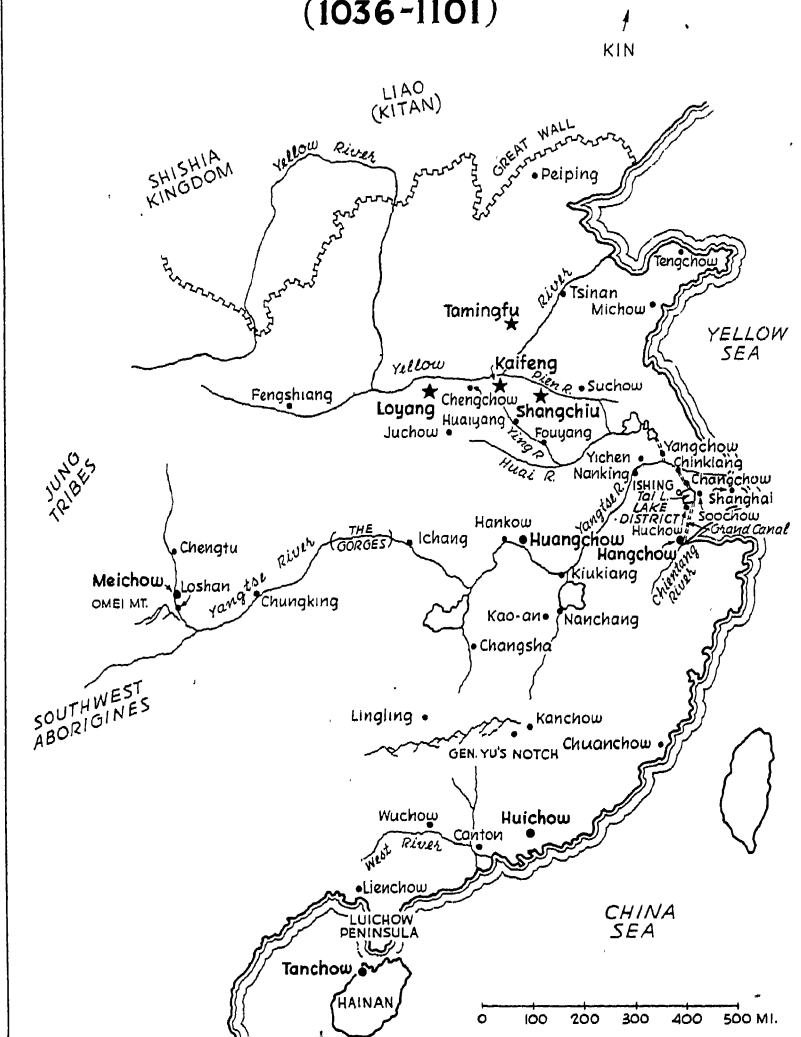 (1036-1101)
KIN
LIAO
(KITAN)
SHISHIA
KINGDOM
Yellow River
GREAT WALL
Peiping
Tengchow
River
Tsinan
Michow
Tamingfu
YELLOW
SEA
Yellow
Kaifeng
Pien R.
Suchow
Fengshiang
Loyang
Chengchow
Shangchiu
Huaiyang
Juchow
Ying R.
Fouyang
Huai R.
Yichen
Yangchow
Nanking
Chinkiang
Changchow
ISHING
Tai L.
Shanghai
LAKE
DISTRICT
Soochow
Huchow
Grand Canal
Hangchow
Chientang
River
JUNG
TRIBES
Chengtu
Yangtse River
(THE
GORGES)
Ichang
Hankow
Huangchow
Yangtse R.
Kiukiang
Meichow
Loshan
OMEI MT.
Chungking
Kao-an
Nanchang
Changsha
SOUTHWEST
ABORIGINES
Lingling
Kanchow
GEN. YU'S NOTCH
Chuanchow
Wuchow
Huichow
West River
Canton
Lienchow
LUICHOW
PENINSULA
CHINA
SEA
Tanchow
HAINAN
0 100 200 300 400 500 MI.